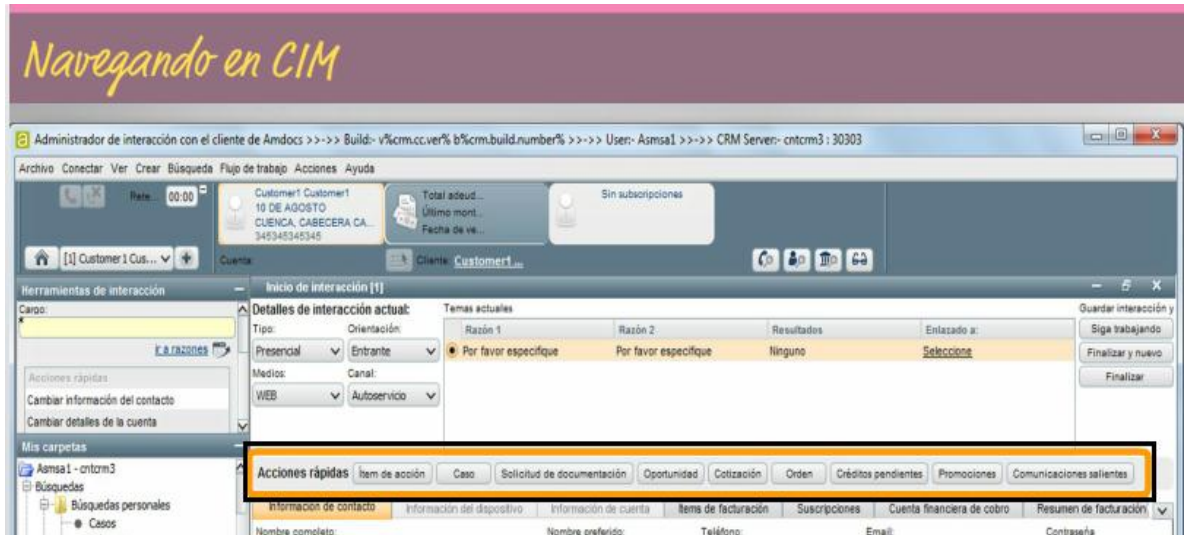 Navegando en CIM
Administrador de interacción con el cliente de Amdocs >>->> Build:- v%crm.cc.ver% b%crm.build.number% >>->> User:- Asmsa1 >>->> CRM Server:- cntcrm3 : 30303
Archivo Conectar Ver Crear Búsqueda Flujo de trabajo Acciones Ayuda
Rete... 00:00
Customer1 Customer1
10 DE AGOSTO
CUENCA, CABECERA CA...
345345345345
Total adeud...
Último mont...
Fecha de ve...
Sin subscripciones
[1] Customer 1 Cus...
Cuenta:
Cliente: Customer1 ...
Herramientas de interacción
Inicio de interacción [1]
Cargo:
*
Ir a razones
Acciones rápidas
Cambiar información del contacto
Cambiar detalles de la cuenta
Detalles de interacción actual:
Tipo: Orientación:
Presencial Entrante
Medios: Canal:
WEB Autoservicio
Temas actuales
Razón 1 Razón 2 Resultados Enlazado a:
Por favor especifique Por favor especifique Ninguno Seleccione
Guardar interacción y
Siga trabajando
Finalizar y nuevo
Finalizar
Mis carpetas
Asmsa1 - cntcrm3
Búsquedas
Búsquedas personales
Casos
Acciones rápidas Ítem de acción Caso Solicitud de documentación Oportunidad Cotización Orden Créditos pendientes Promociones Comunicaciones salientes
Información de contacto Información del dispositivo Información de cuenta Items de facturación Suscripciones Cuenta financiera de cobro Resumen de facturación
Nombre completo: Nombre preferido: Teléfono: Email: Contraseña